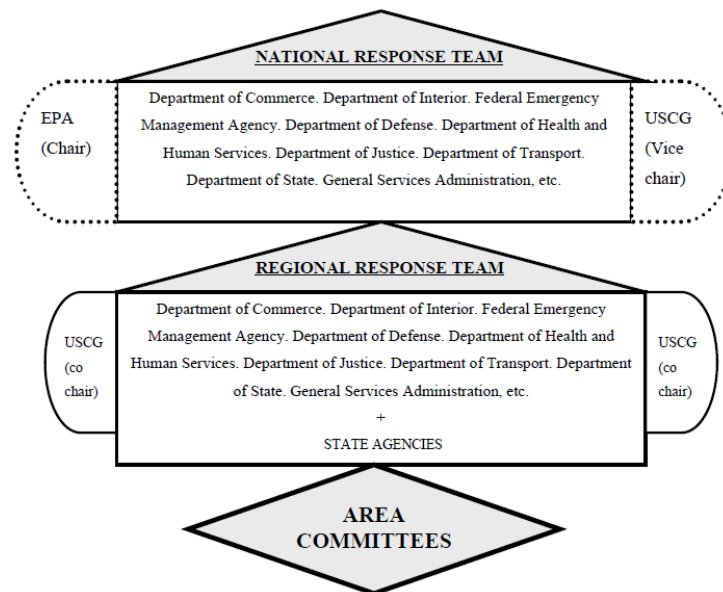 NATIONAL RESPONSE TEAM
EPA
(Chair)
Department of Commerce. Department of Interior. Federal Emergency
Management Agency. Department of Defense. Department of Health and
Human Services. Department of Justice. Department of Transport.
Department of State. General Services Administration, etc.
USCG
(Vice
chair)
REGIONAL RESPONSE TEAM
USCG
(co
chair)
Department of Commerce. Department of Interior. Federal Emergency
Management Agency. Department of Defense. Department of Health and
Human Services. Department of Justice. Department of Transport. Department
of State. General Services Administration, etc.
+
STATE AGENCIES
USCG
(co
chair)
AREA
COMMITTEES